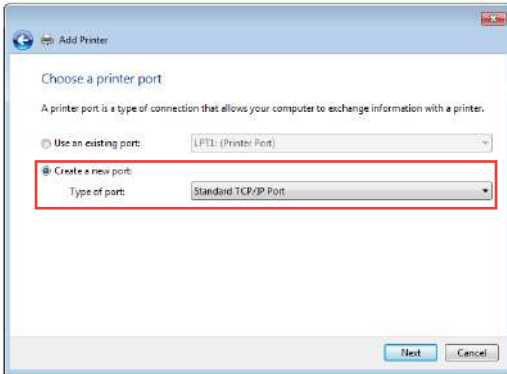 Add Printer
Choose a printer port
A printer port is a type of connection that allows your computer to exchange information with a printer.
Use an existing port: LPT1: (Printer Port)
Create a new port:
Type of port: Standard TCP/IP Port
Next Cancel